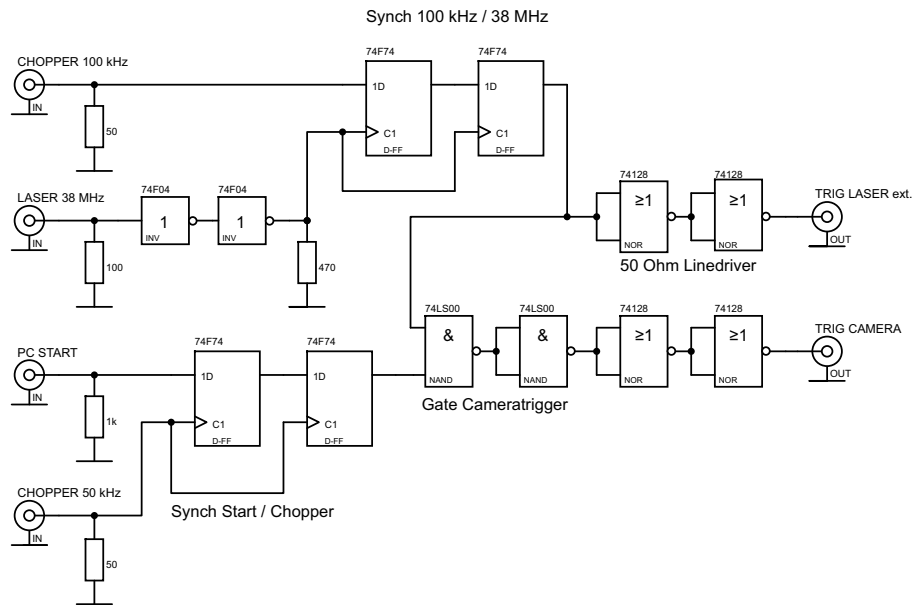 Synch 100 kHz / 38 MHz
74F74
74F74
CHOPPER 100 kHz
1D
1D
IN
50
C1
C1
D-FF
D-FF
74F04
74F04
74128
74128
LASER 38 MHz
TRIG LASER ext.
1
1
≥1
≥1
IN
INV
INV
NOR
NOR
OUT
100
470
50 Ohm Linedriver
74LS00
74LS00
74128
74128
&
&
≥1
≥1
TRIG CAMERA
74F74
74F74
PC START
1D
1D
NAND
NAND
NOR
NOR
OUT
IN
Gate Cameratrigger
1k
C1
C1
D-FF
D-FF
CHOPPER 50 kHz
Synch Start / Chopper
IN
50